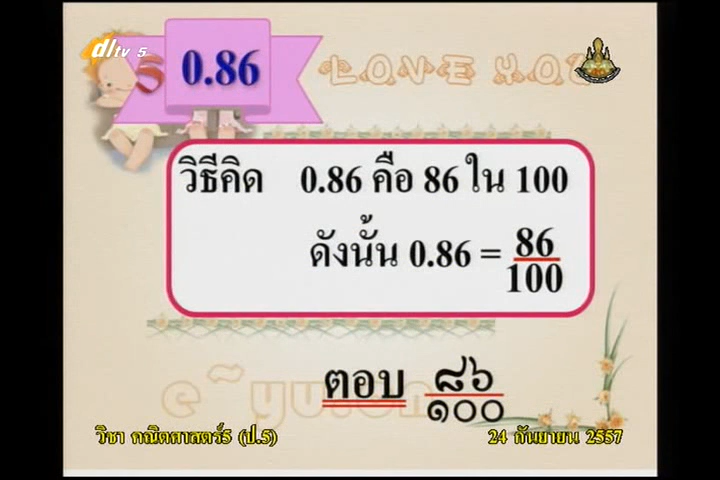 dltv 5
0.86
LOVE YOU
วิธีคิด 0.86 คือ 86 ใน 100
ดังนั้น 0.86 = 86/100
ตอบ ๘๖/๑๐๐
วิชา คณิตศาสตร์5 (ป.5)
24 กันยายน 2557